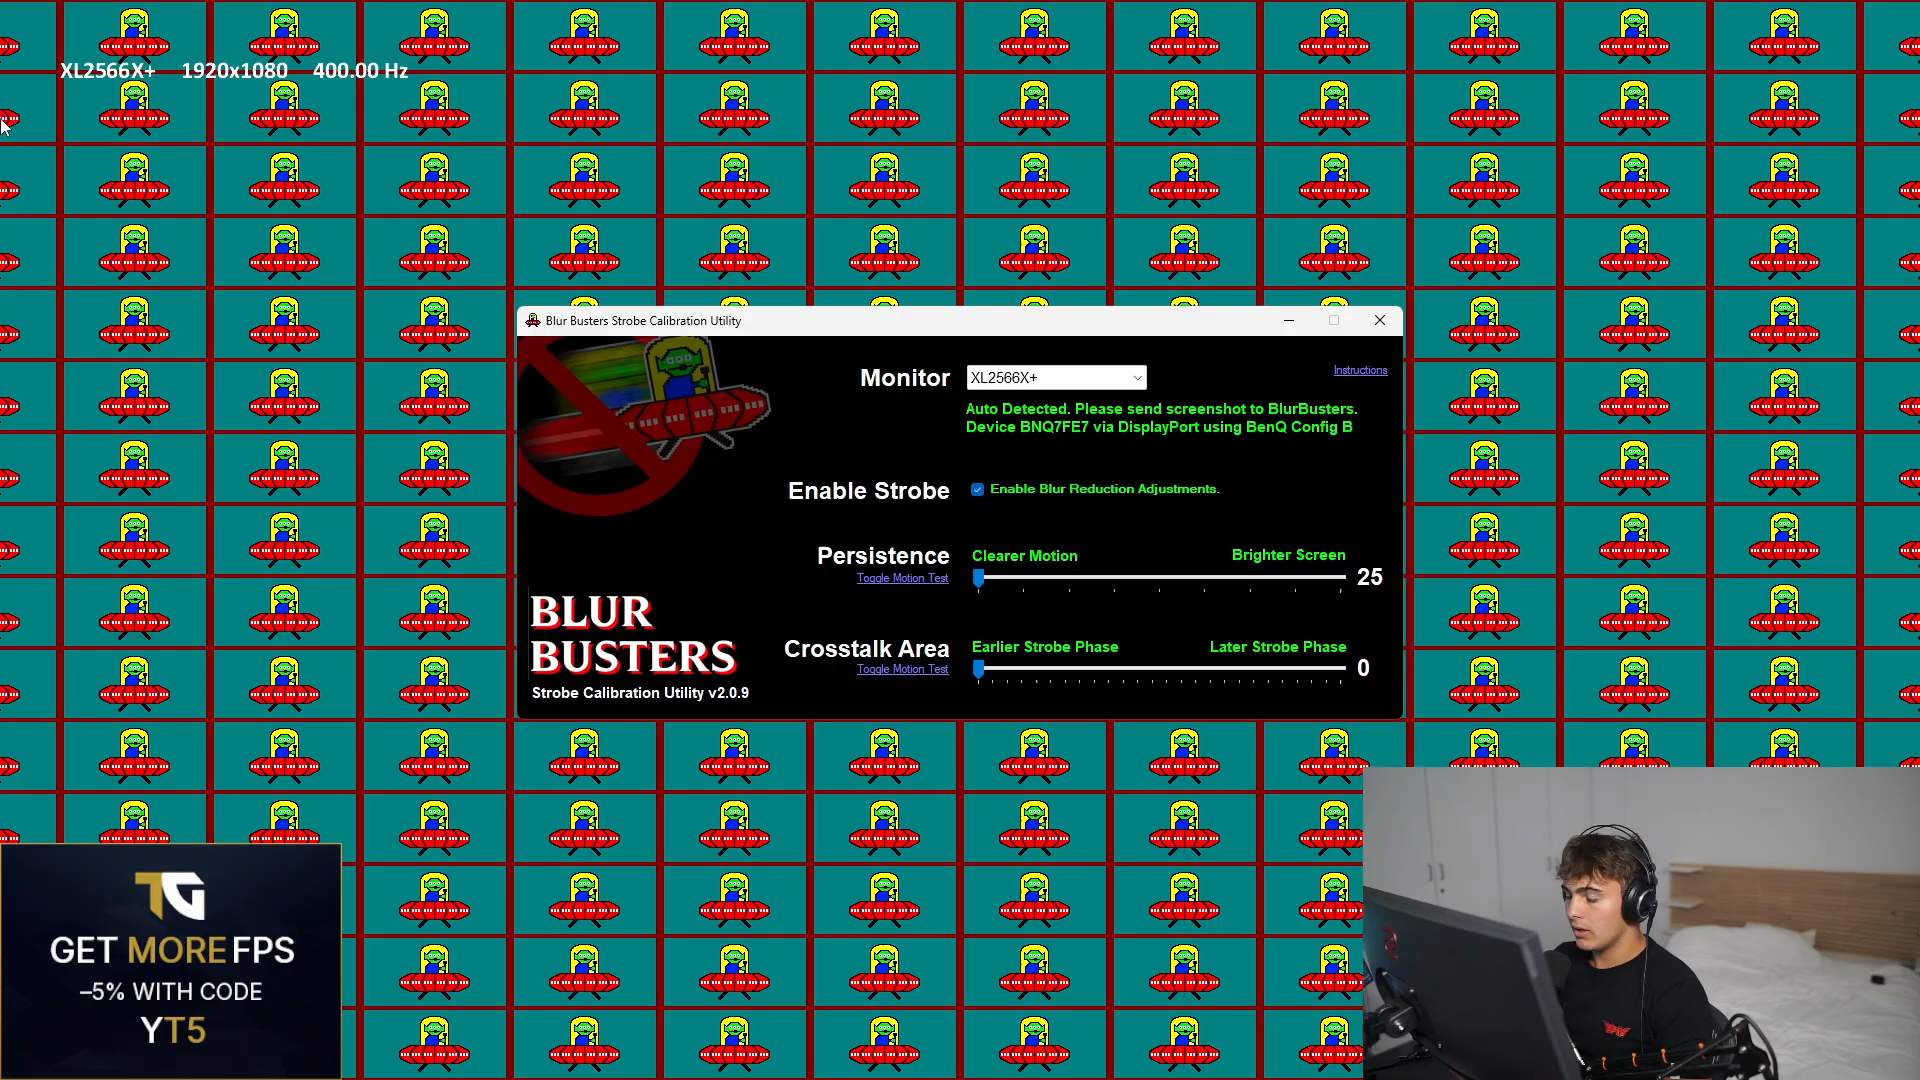 XL2566X+ 1920x1080 400.00 Hz
Blur Busters Strobe Calibration Utility
Monitor
XL2566X+
Instructions
Auto Detected. Please send screenshot to BlurBusters.
Device BNQ7FE7 via DisplayPort using BenQ Config B
Enable Strobe
Enable Blur Reduction Adjustments.
Persistence
Toggle Motion Test
Clearer Motion
Brighter Screen
25
BLUR
BUSTERS
Strobe Calibration Utility v2.0.9
Crosstalk Area
Toggle Motion Test
Earlier Strobe Phase
Later Strobe Phase
0
TG
GET MORE FPS
–5% WITH CODE
YT5